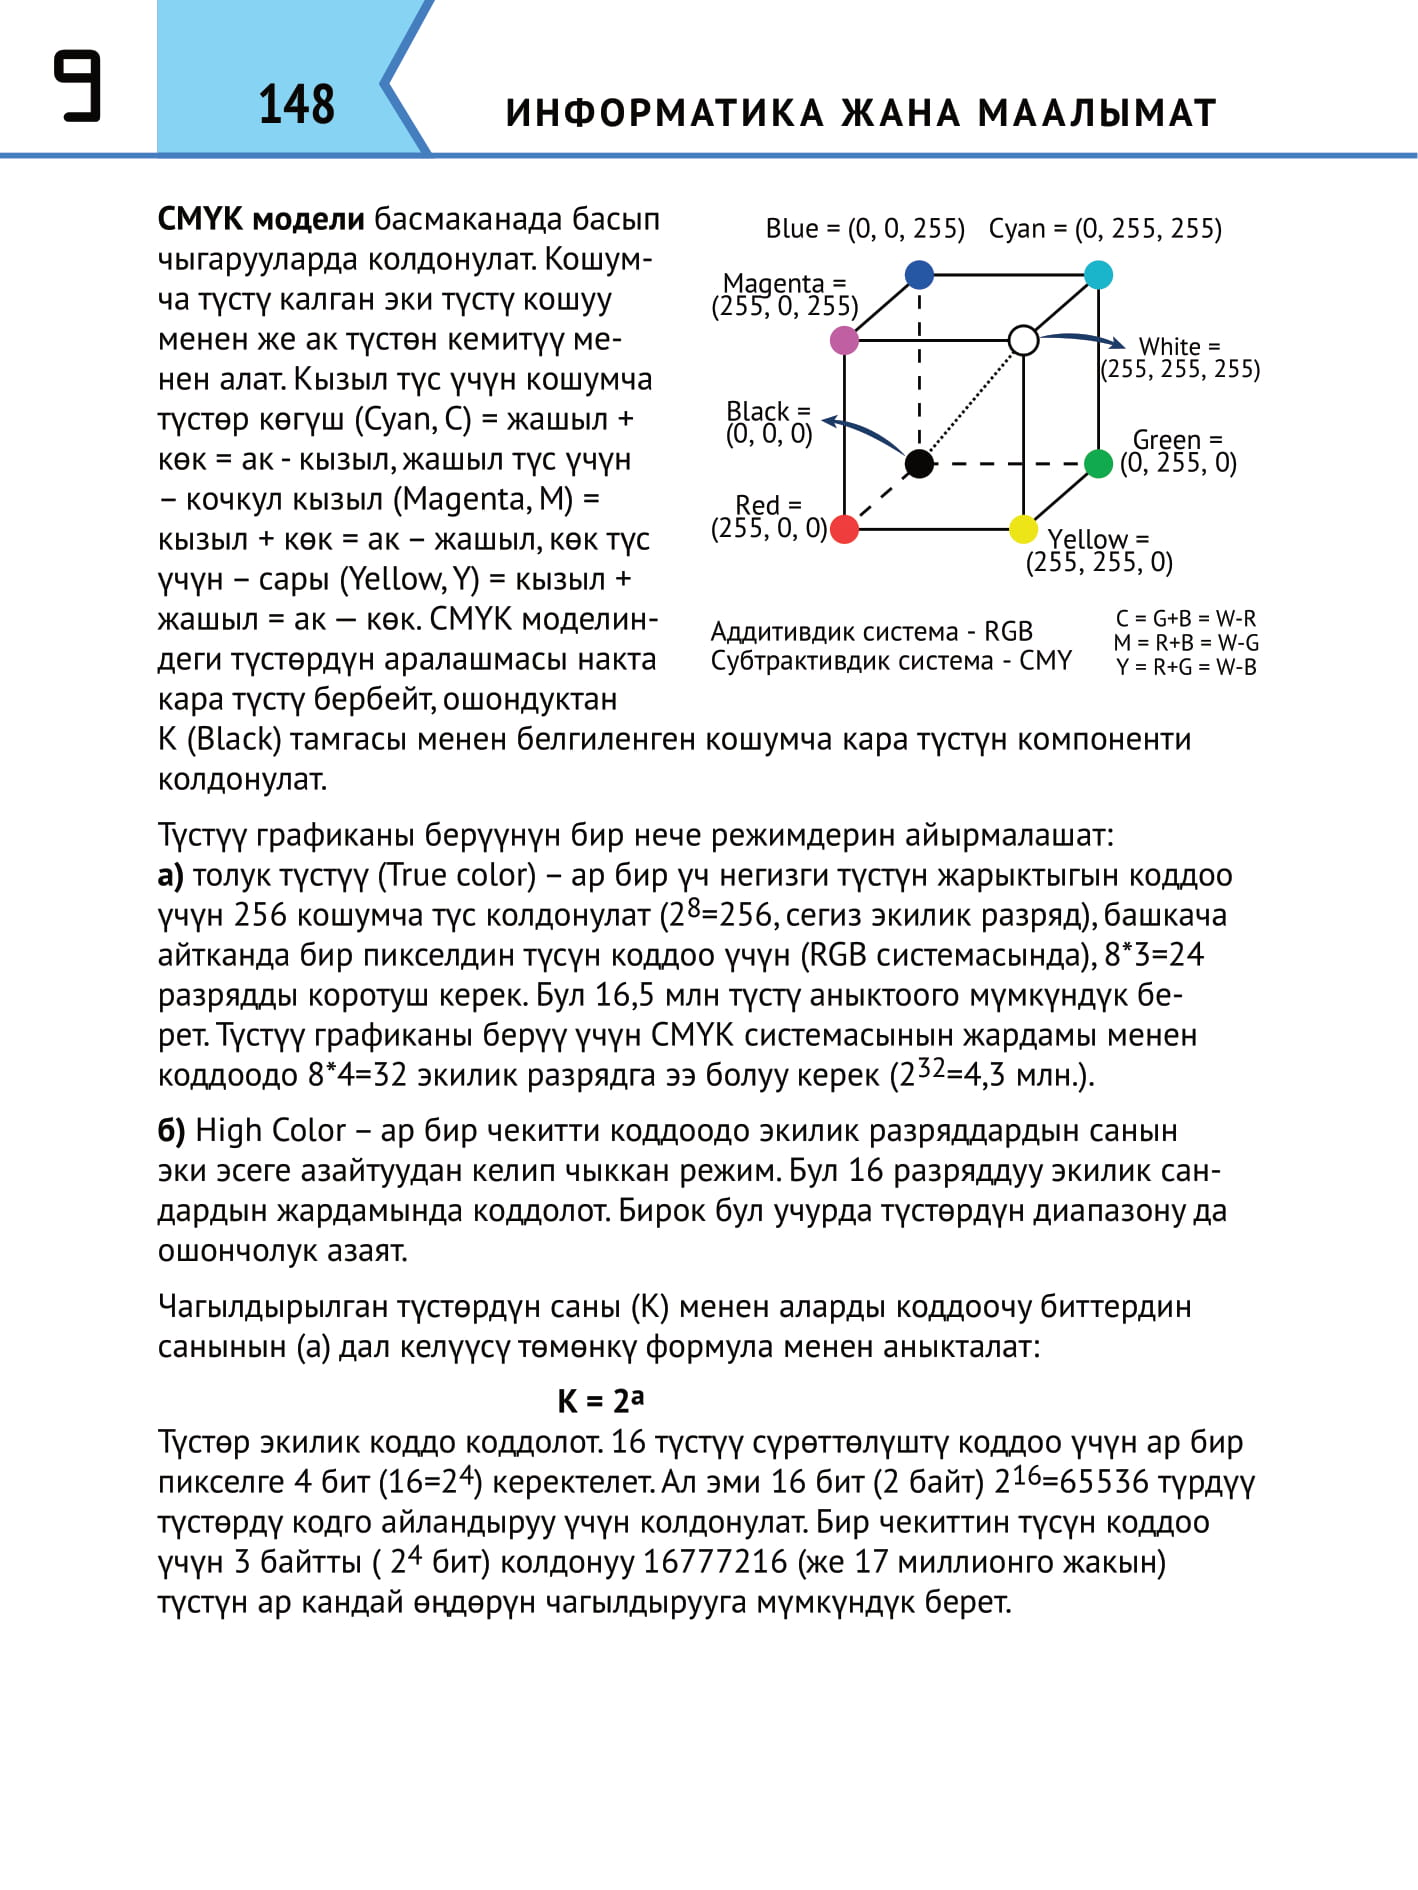 9
148
ИНФОРМАТИКА ЖАНА МААЛЫМАТ
CMYK модели басмаканада басып
чыгарууларда колдонулат. Кошум-
ча түстү калган эки түстү кошуу
менен же ак түстөн кемитүү ме-
нен алат. Кызыл түс үчүн кошумча
түстөр көгүш (Cyan, C) = жашыл +
көк = ак - кызыл, жашыл түс үчүн
– кочкул кызыл (Magenta, M) =
кызыл + көк = ак – жашыл, көк түс
үчүн – сары (Yellow, Y) = кызыл +
жашыл = ак — көк. CMYK моделин-
деги түстөрдүн аралашмасы накта
кара түстү бербейт, ошондуктан
K (Black) тамгасы менен белгиленген кошумча кара түстүн компоненти
колдонулат.
Blue = (0, 0, 255) Cyan = (0, 255, 255)
Magenta =
(255, 0, 255)
White =
(255, 255, 255)
Black =
(0, 0, 0)
Green =
(0, 255, 0)
Red =
(255, 0, 0)
Yellow =
(255, 255, 0)
Аддитивдик система - RGB
Субтрактивдик система - CMY
C = G+B = W-R
M = R+B = W-G
Y = R+G = W-B
Түстүү графиканы берүүнүн бир нече режимдерин айырмалашат:
а) толук түстүү (True color) – ар бир үч негизги түстүн жарыктыгын коддоо
үчүн 256 кошумча түс колдонулат (2⁸=256, сегиз экилик разряд), башкача
айтканда бир пикселдин түсүн коддоо үчүн (RGB системасында), 8*3=24
разрядды коротуш керек. Бул 16,5 млн түстү аныктоого мүмкүндүк бе-
рет. Түстүү графиканы берүү үчүн CMYK системасынын жардамы менен
коддоодо 8*4=32 экилик разрядга ээ болуу керек (2³²=4,3 млн.).
б) High Color – ар бир чекитти коддоодо экилик разряддардын санын
эки эсеге азайтуудан келип чыккан режим. Бул 16 разряддуу экилик сан-
дардын жардамында коддолот. Бирок бул учурда түстөрдүн диапазону да
ошончолук азаят.
Чагылдырылган түстөрдүн саны (K) менен аларды коддоочу биттердин
санынын (a) дал келүүсү төмөнкү формула менен аныкталат:
K = 2ᵃ
Түстөр экилик коддо коддолот. 16 түстүү сүрөттөлүштү коддоо үчүн ар бир
пикселге 4 бит (16=2⁴) керектелет. Ал эми 16 бит (2 байт) 2¹⁶=65536 түрдүү
түстөрдү кодго айландыруу үчүн колдонулат. Бир чекиттин түсүн коддоо
үчүн 3 байтты ( 2⁴ бит) колдонуу 16777216 (же 17 миллионго жакын)
түстүн ар кандай өңдөрүн чагылдырууга мүмкүндүк берет.